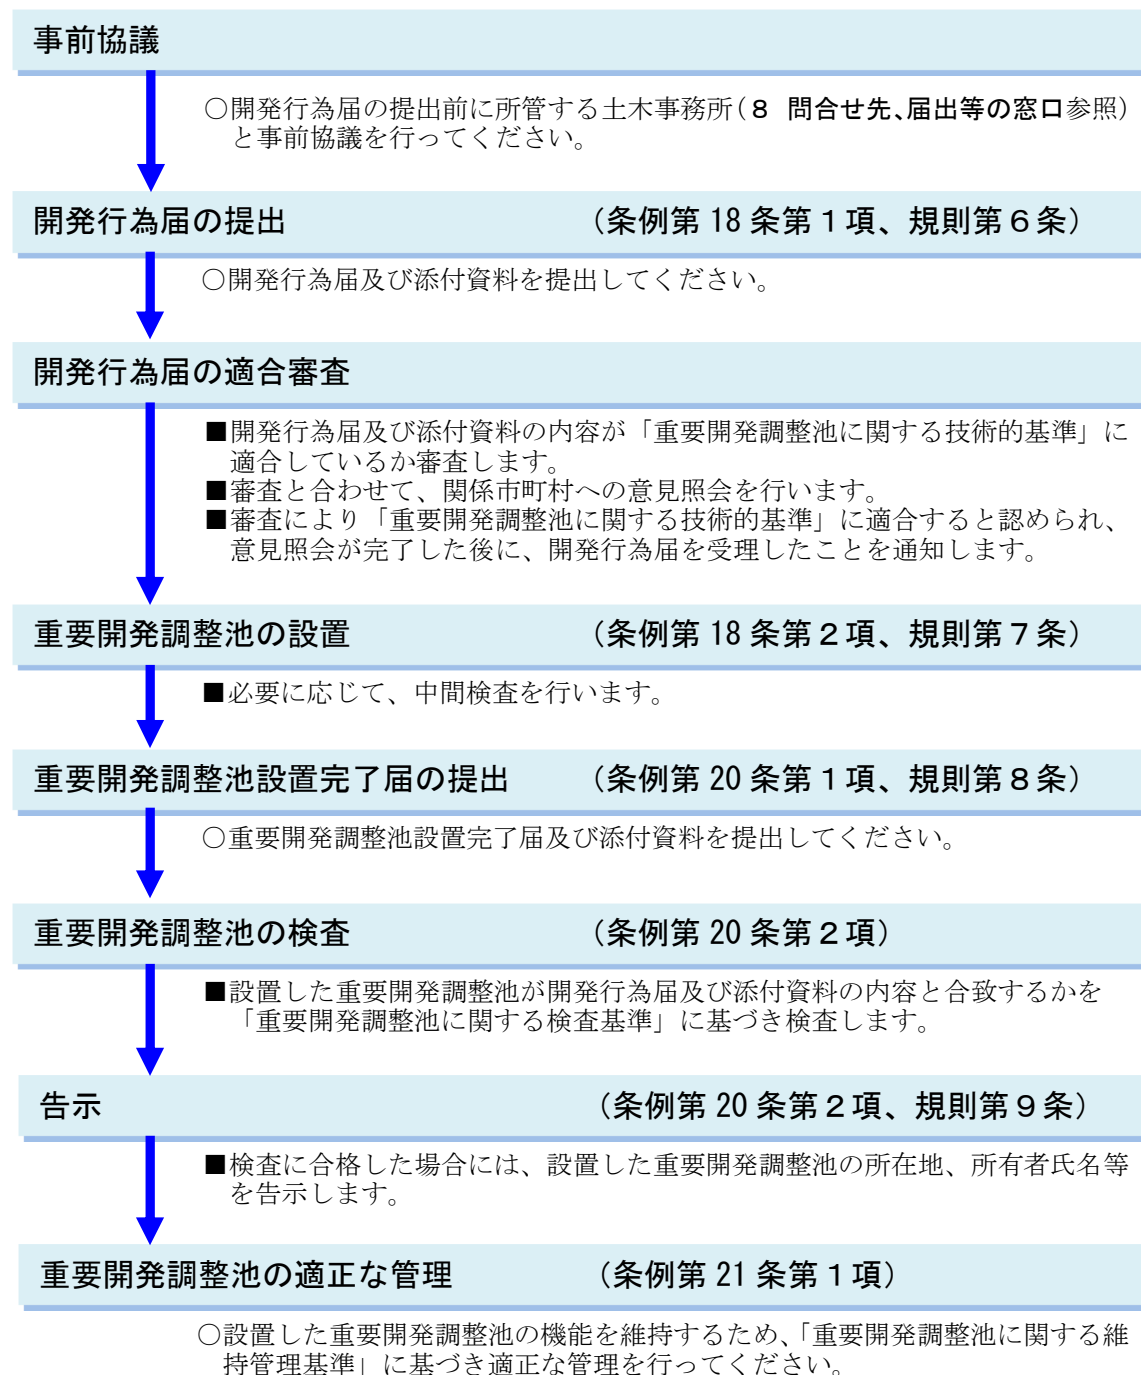 事前協議
○開発行為届の提出前に所管する土木事務所(８ 問合せ先、届出等の窓口参照)
と事前協議を行ってください。
開発行為届の提出 （条例第 18 条第１項、規則第６条）
○開発行為届及び添付資料を提出してください。
開発行為届の適合審査
■開発行為届及び添付資料の内容が「重要開発調整池に関する技術的基準」に
適合しているか審査します。
■審査と合わせて、関係市町村への意見照会を行います。
■審査により「重要開発調整池に関する技術的基準」に適合すると認められ、
意見照会が完了した後に、開発行為届を受理したことを通知します。
重要開発調整池の設置 （条例第 18 条第２項、規則第７条）
■必要に応じて、中間検査を行います。
重要開発調整池設置完了届の提出 （条例第 20 条第１項、規則第８条）
○重要開発調整池設置完了届及び添付資料を提出してください。
重要開発調整池の検査 （条例第 20 条第２項）
■設置した重要開発調整池が開発行為届及び添付資料の内容と合致するかを
「重要開発調整池に関する検査基準」に基づき検査します。
告示 （条例第 20 条第２項、規則第９条）
■検査に合格した場合には、設置した重要開発調整池の所在地、所有者氏名等
を告示します。
重要開発調整池の適正な管理 （条例第 21 条第１項）
○設置した重要開発調整池の機能を維持するため、「重要開発調整池に関する維
持管理基準」に基づき適正な管理を行ってください。